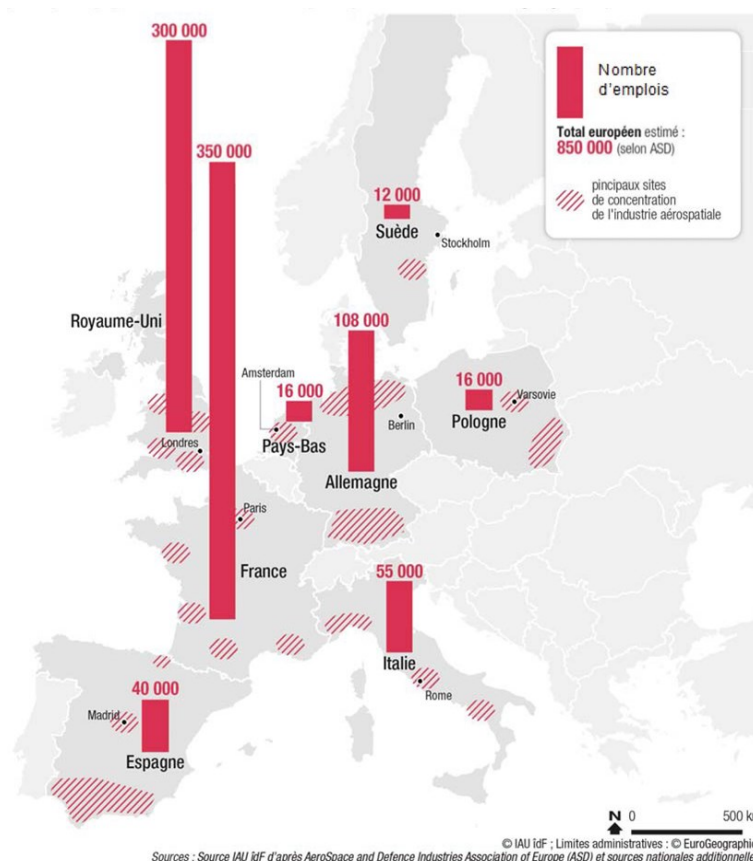 300 000
350 000
Nombre
d'emplois
Total européen estimé :
850 000 (selon ASD)
pincipaux sites
de concentration
de l'industrie aérospatiale
12 000
Suède
Stockholm
Royaume-Uni
108 000
Amsterdam
16 000
16 000
Varsovie
Berlin
Pologne
Londres
Pays-Bas
Allemagne
Paris
France
55 000
Italie
Rome
40 000
Madrid
Espagne
N 0 500 km
© IAU îdF ; Limites administratives : © EuroGeographic
Sources : Source IAU îdF d'après AeroSpace and Defence Industries Association of Europe (ASD) et sources nationales additionnelle